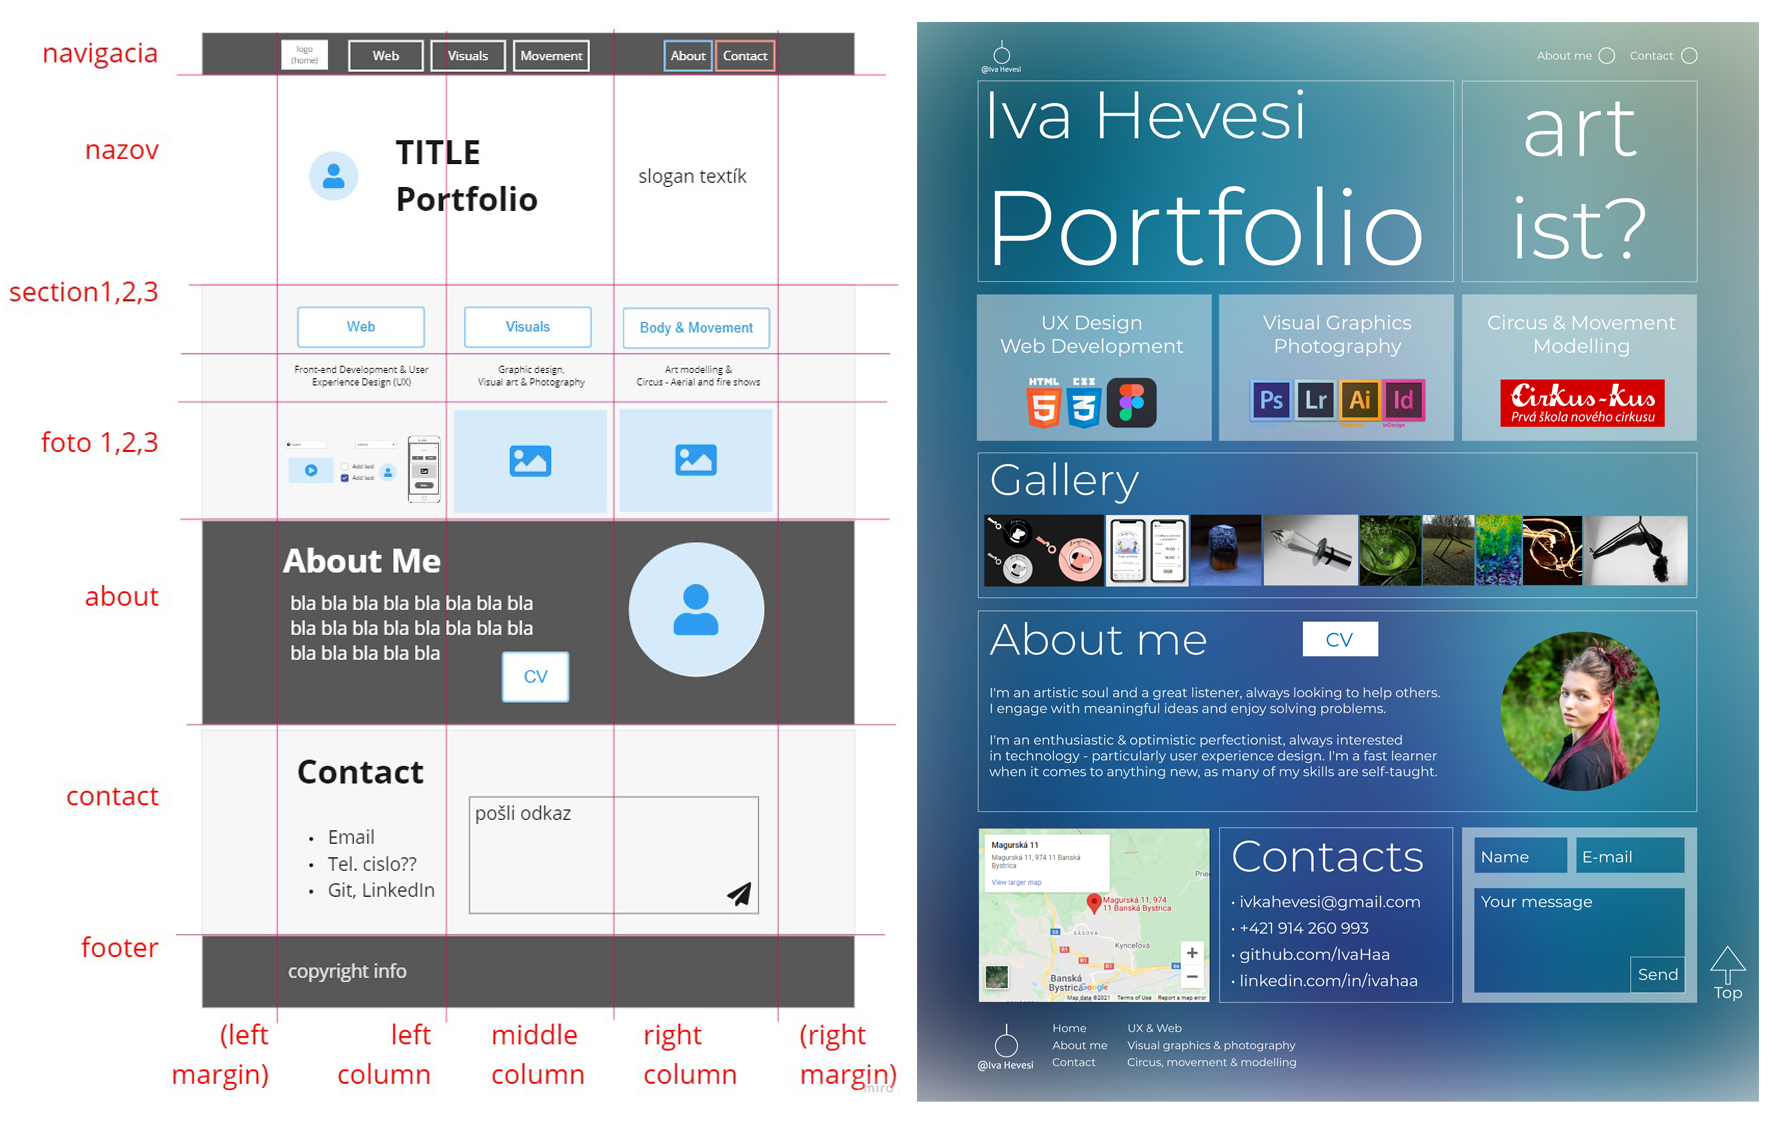 navigacia
logo
(home)
Web
Visuals
Movement
About
Contact
nazov
TITLE
Portfolio
slogan textík
section1,2,3
Web
Visuals
Body & Movement
Front-end Development & User
Experience Design (UX)
Graphic design,
Visual art & Photography
Art modelling &
Circus - Aerial and fire shows
foto 1,2,3
Add text
Add text
about
About Me
bla bla bla bla bla bla bla bla
bla bla bla bla bla bla bla bla
bla bla bla bla bla
CV
contact
Contact
• Email
• Tel. cislo??
• Git, LinkedIn
pošli odkaz
footer
copyright info
(left
margin)
left
column
middle
column
right
column
(right
margin)
miro
@Iva Hevesi
About me
Contact
Iva Hevesi
Portfolio
art
ist?
UX Design
Web Development
HTML
5
CSS
3
Visual Graphics
Photography
Ps
Lr
Ai
Id
InDesign
Circus & Movement
Modelling
Cirkus-Kus
Prvá škola nového cirkusu
Gallery
About me
CV
I'm an artistic soul and a great listener, always looking to help others.
I engage with meaningful ideas and enjoy solving problems.
I'm an enthusiastic & optimistic perfectionist, always interested
in technology - particularly user experience design. I'm a fast learner
when it comes to anything new, as many of my skills are self-taught.
Magurská 11
Magurská 11, 974 11 Banská
Bystrica
View larger map
Magurská 11, 974
11 Banská Bystrica
SÁSOVÁ
Kynceľová
Banská
Bystrica
Google
Map data ©2021
Terms of Use
Report a map error
Contacts
• ivkahevesi@gmail.com
• +421 914 260 993
• github.com/IvaHaa
• linkedin.com/in/ivahaa
Name
E-mail
Your message
Send
Top
@Iva Hevesi
Home
About me
Contact
UX & Web
Visual graphics & photography
Circus, movement & modelling